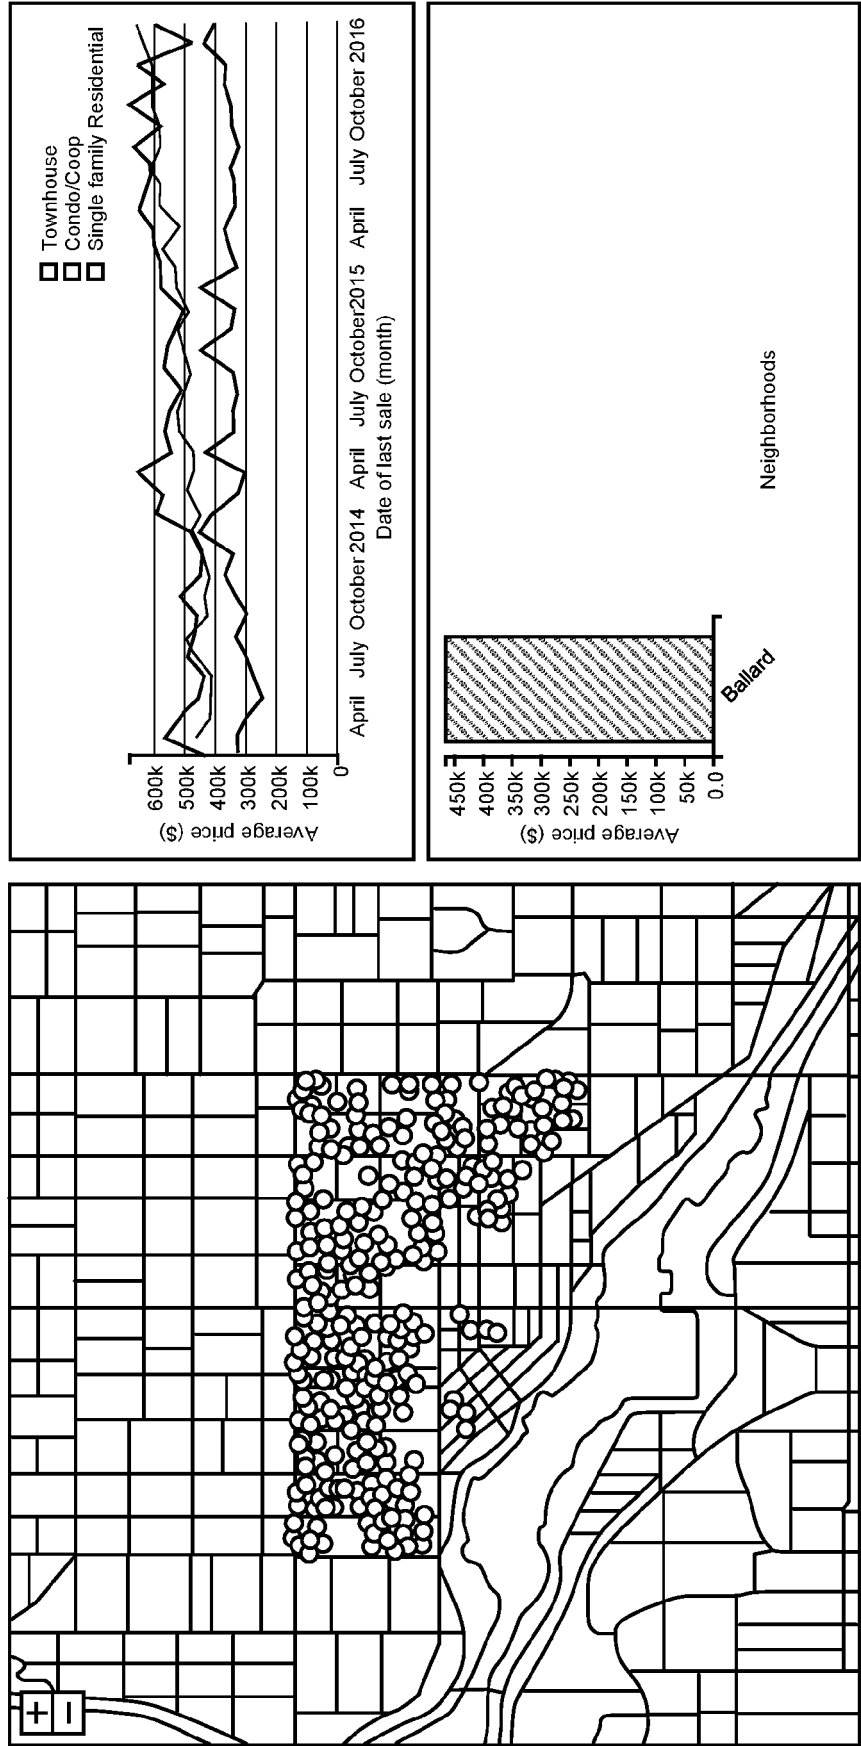 +
−
Townhouse
Condo/Coop
Single family Residential
Average price ($)
600k
500k
400k
300k
200k
100k
0
April July October 2014 April July October2015 April July October 2016
Date of last sale (month)
Average price ($)
450k
400k
350k
300k
250k
200k
150k
100k
50k
0.0
Ballard
Neighborhoods